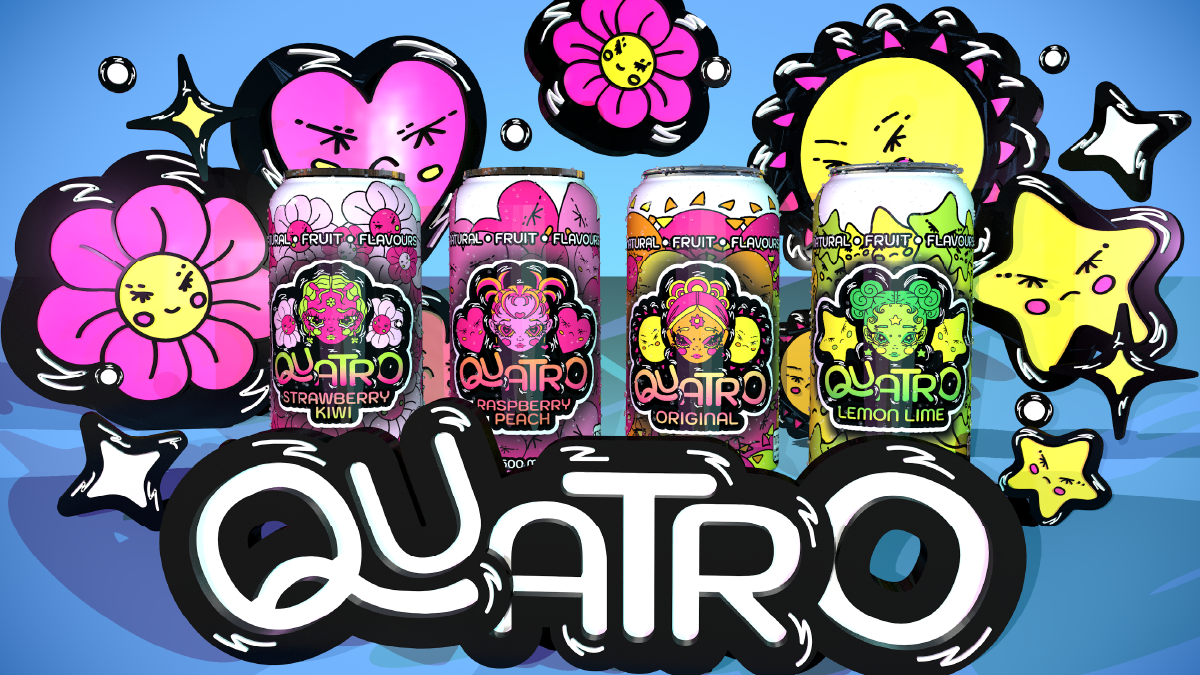 NATURAL • FRUIT • FLAVOURS
QUATRO
STRAWBERRY
KIWI
NATURAL • FRUIT • FLAVOURS
QUATRO
RASPBERRY
PEACH
500 m
NATURAL • FRUIT • FLAVOURS
QUATRO
ORIGINAL
NATURAL • FRUIT • FLAVOURS
QUATRO
LEMON LIME
QUATRO